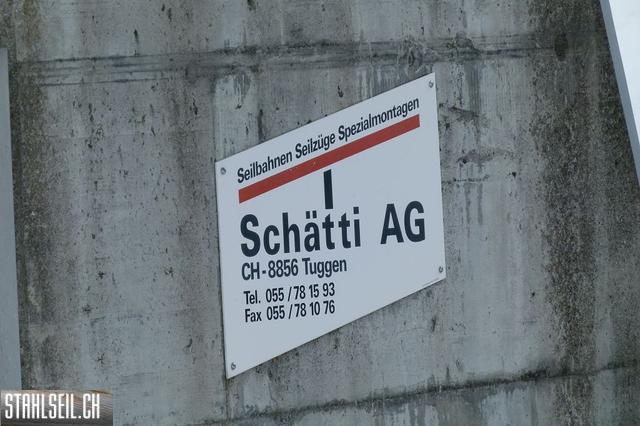 Seilbahnen Seilzüge Spezialmontagen
Schätti AG
CH-8856 Tuggen
Tel. 055/78 15 93
Fax 055/78 10 76
STAHLSEIL.CH